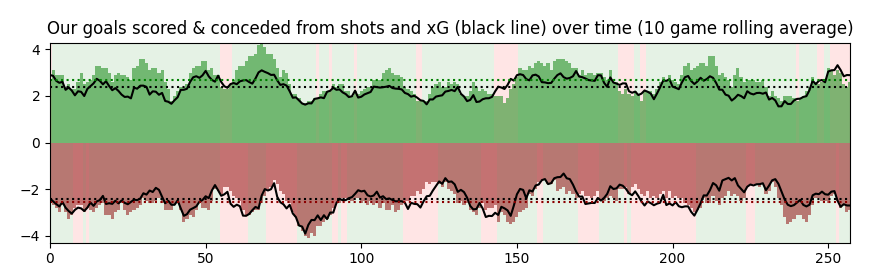 Our goals scored & conceded from shots and xG (black line) over time (10 game rolling average)
4
2
0
−2
−4
0 50 100 150 200 250